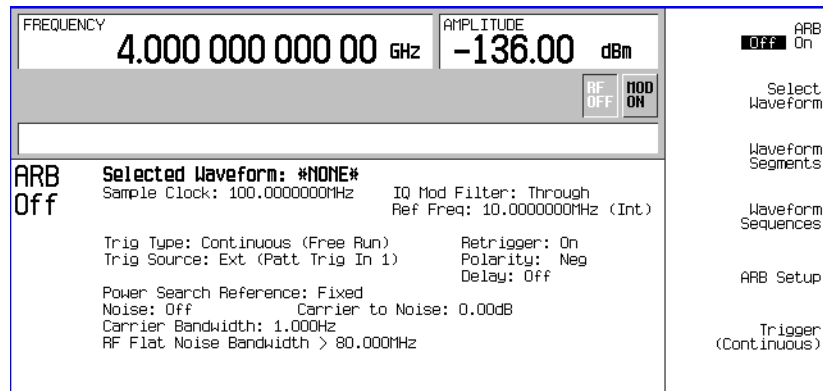 FREQUENCY
4.000 000 000 00 GHz
AMPLITUDE
-136.00 dBm
RF OFF
MOD ON
ARB
Off On
Select
Waveform
Waveform
Segments
Waveform
Sequences
ARB Setup
Trigger
(Continuous)
ARB
Off
Selected Waveform: *NONE*
Sample Clock: 100.0000000MHz IQ Mod Filter: Through
Ref Freq: 10.0000000MHz (Int)
Trig Type: Continuous (Free Run) Retrigger: On
Trig Source: Ext (Patt Trig In 1) Polarity: Neg
Delay: Off
Power Search Reference: Fixed
Noise: Off Carrier to Noise: 0.00dB
Carrier Bandwidth: 1.000Hz
RF Flat Noise Bandwidth > 80.000MHz